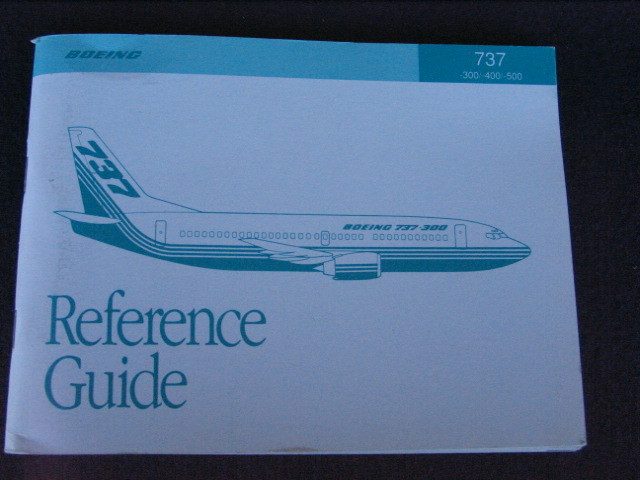 BOEING
737
-300/-400/-500
737
BOEING 737-300
Reference
Guide